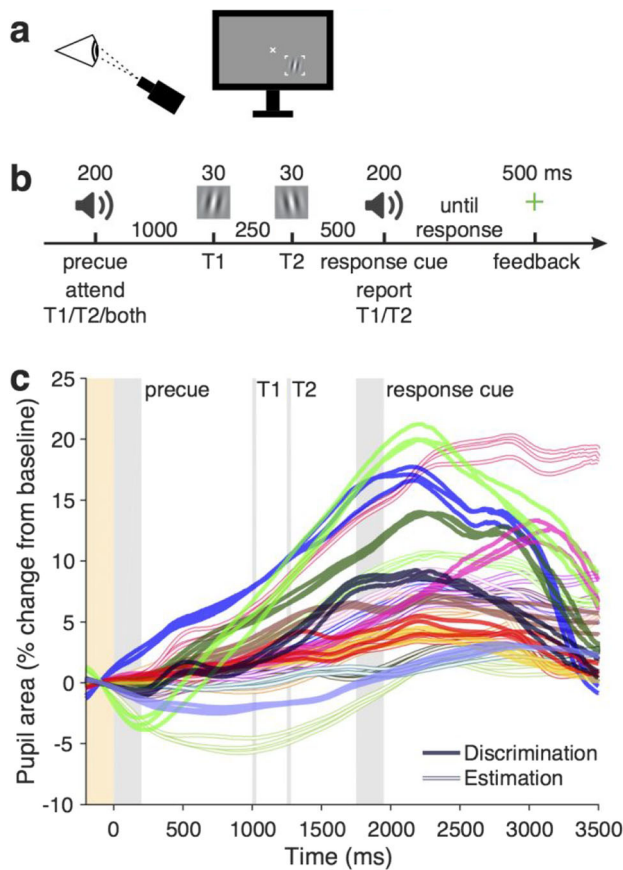 a
b
200 30 30 200 500 ms
1000 250 500 until
response
precue T1 T2 response cue feedback
attend report
T1/T2/both T1/T2
c
precue T1 T2 response cue
Pupil area (% change from baseline)
25
20
15
10
5
0
-5
-10
Discrimination
Estimation
0 500 1000 1500 2000 2500 3000 3500
Time (ms)